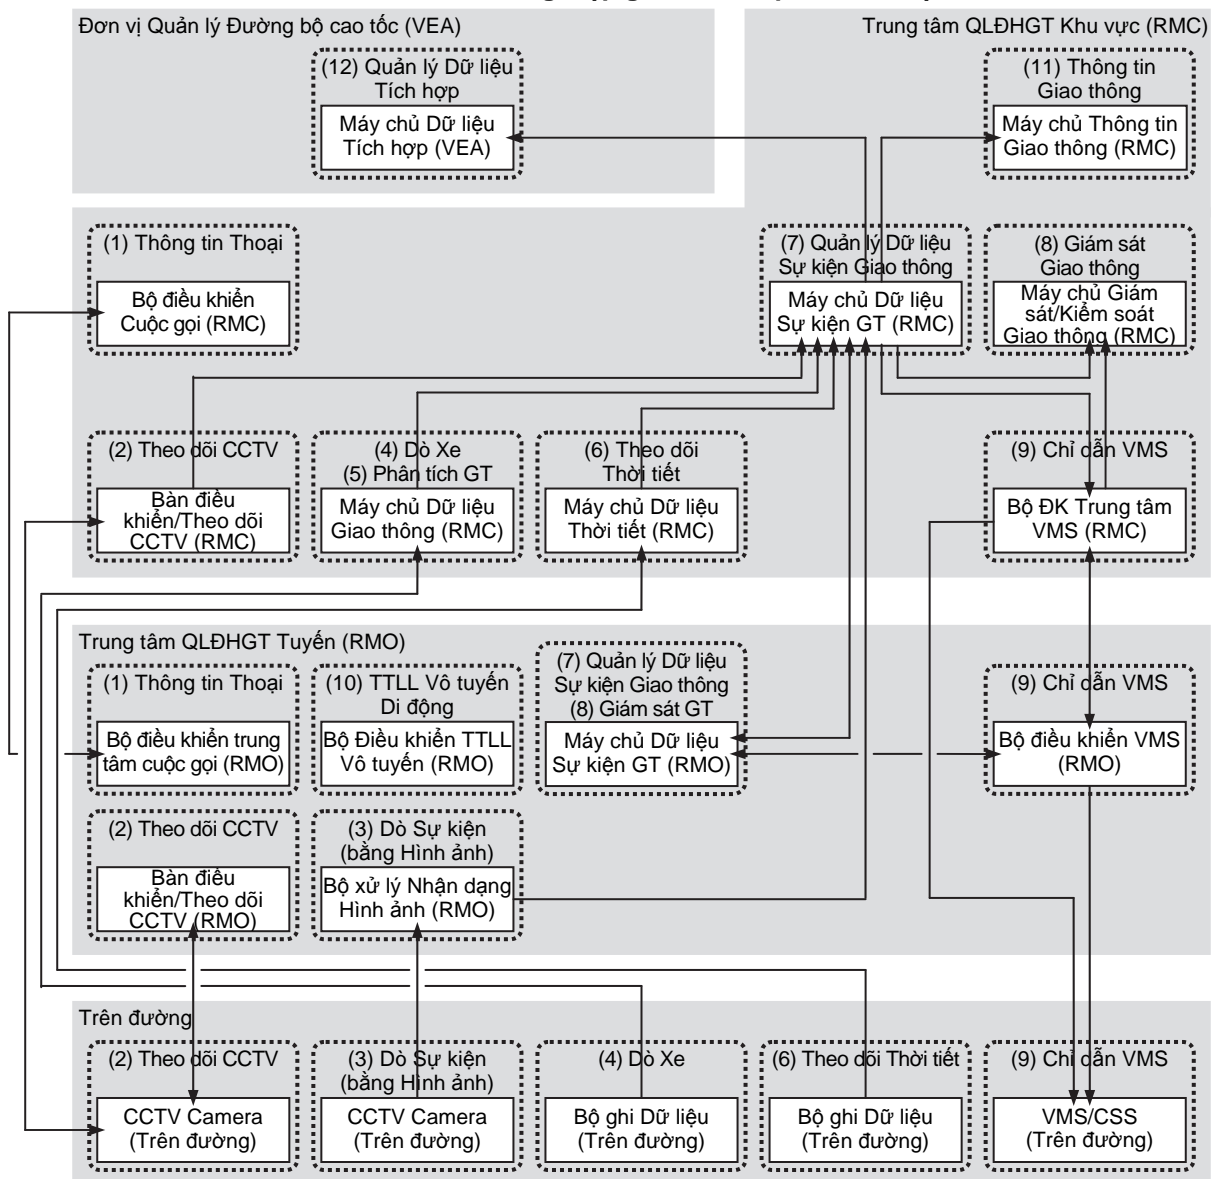 Đơn vị Quản lý Đường bộ cao tốc (VEA)
Trung tâm QLĐHGT Khu vực (RMC)
(12) Quản lý Dữ liệu
Tích hợp
Máy chủ Dữ liệu
Tích hợp (VEA)
(11) Thông tin
Giao thông
Máy chủ Thông tin
Giao thông (RMC)
(1) Thông tin Thoại
Bộ điều khiển
Cuộc gọi (RMC)
(7) Quản lý Dữ liệu
Sự kiện Giao thông
Máy chủ Dữ liệu
Sự kiện GT (RMC)
(8) Giám sát
Giao thông
Máy chủ Giám
sát/Kiểm soát
Giao thông (RMC)
(2) Theo dõi CCTV
Bàn điều
khiển/Theo dõi
CCTV (RMC)
(4) Dò Xe
(5) Phân tích GT
Máy chủ Dữ liệu
Giao thông (RMC)
(6) Theo dõi
Thời tiết
Máy chủ Dữ liệu
Thời tiết (RMC)
(9) Chỉ dẫn VMS
Bộ ĐK Trung tâm
VMS (RMC)
Trung tâm QLĐHGT Tuyến (RMO)
(1) Thông tin Thoại
Bộ điều khiển trung
tâm cuộc gọi (RMO)
(10) TTLL Vô tuyến
Di động
Bộ Điều khiển TTLL
Vô tuyến (RMO)
(7) Quản lý Dữ liệu
Sự kiện Giao thông
(8) Giám sát GT
Máy chủ Dữ liệu
Sự kiện GT (RMO)
(9) Chỉ dẫn VMS
Bộ điều khiển VMS
(RMO)
(2) Theo dõi CCTV
Bàn điều
khiển/Theo dõi
CCTV (RMO)
(3) Dò Sự kiện
(bằng Hình ảnh)
Bộ xử lý Nhận dạng
Hình ảnh (RMO)
Trên đường
(2) Theo dõi CCTV
CCTV Camera
(Trên đường)
(3) Dò Sự kiện
(bằng Hình ảnh)
CCTV Camera
(Trên đường)
(4) Dò Xe
Bộ ghi Dữ liệu
(Trên đường)
(6) Theo dõi Thời tiết
Bộ ghi Dữ liệu
(Trên đường)
(9) Chỉ dẫn VMS
VMS/CSS
(Trên đường)